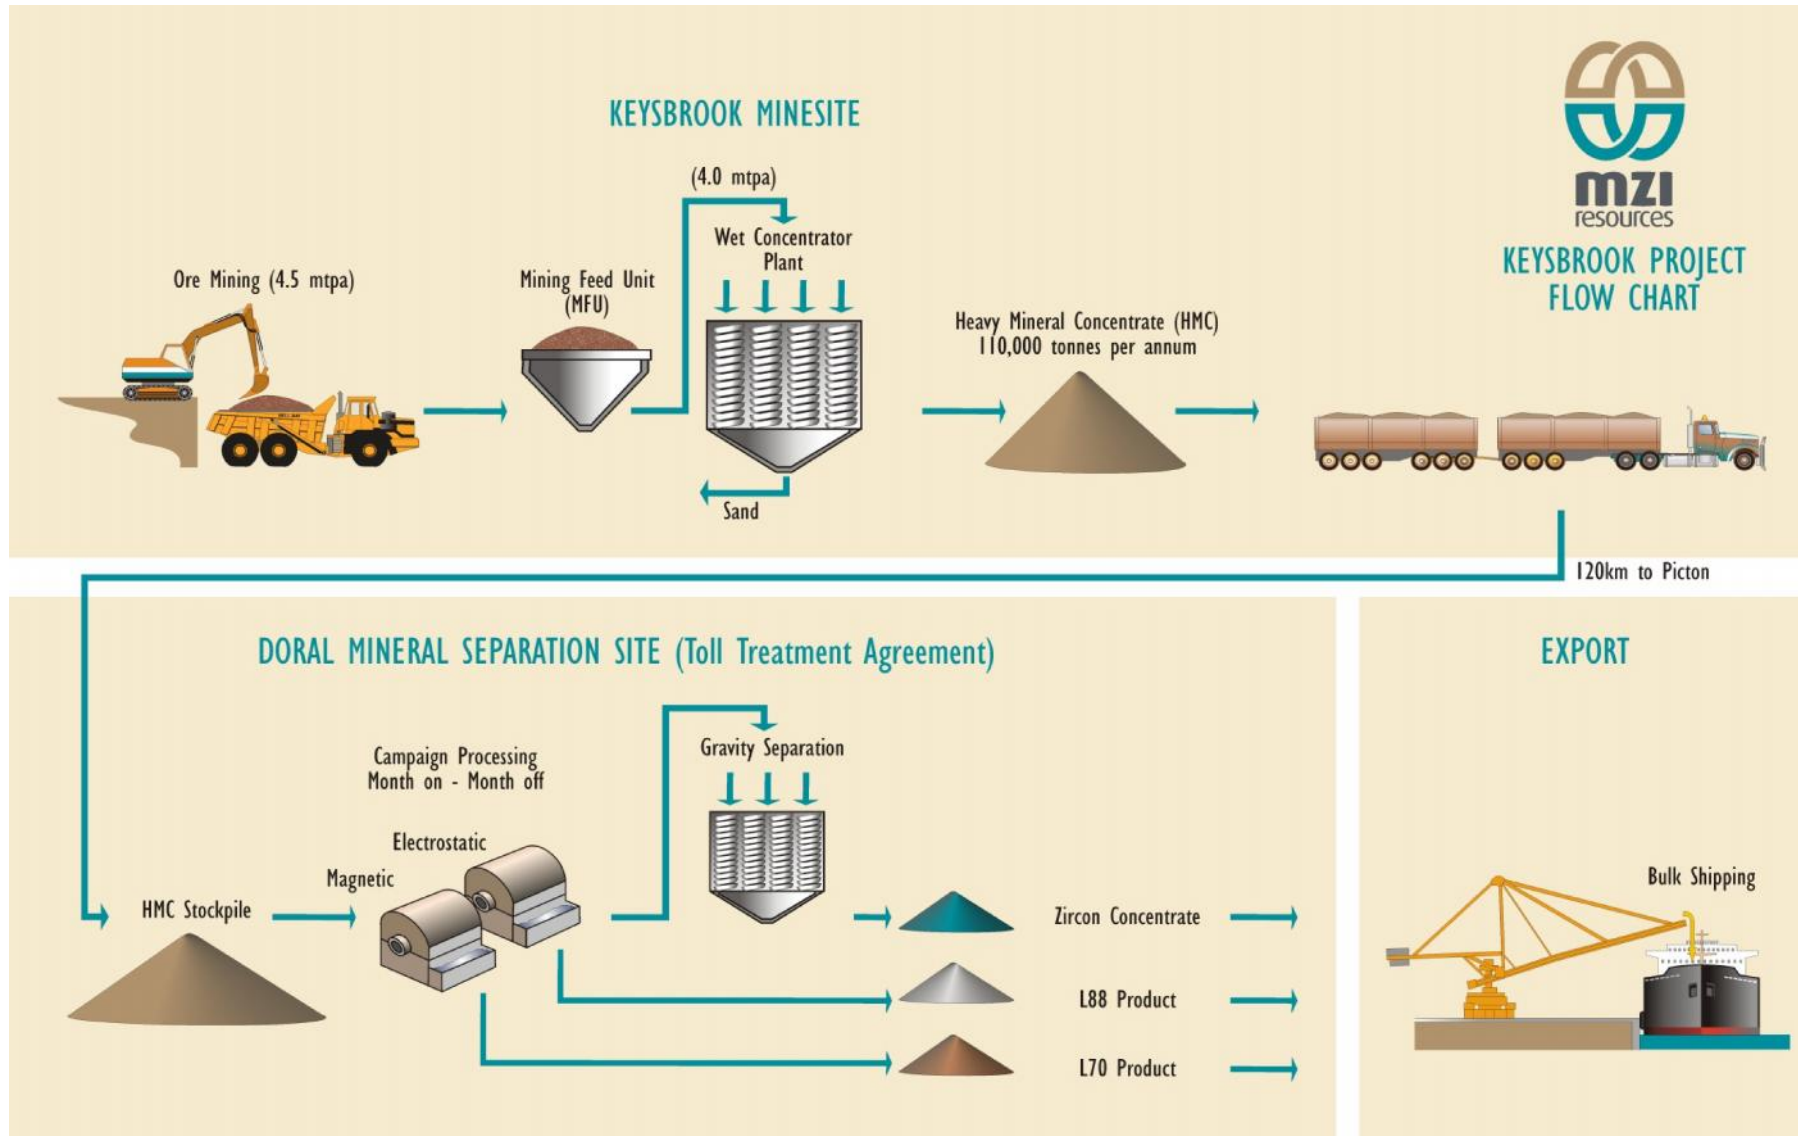 KEYSBROOK MINESITE
mzi
resources
KEYSBROOK PROJECT
FLOW CHART
(4.0 mtpa)
Wet Concentrator
Plant
Ore Mining (4.5 mtpa)
Mining Feed Unit
(MFU)
Heavy Mineral Concentrate (HMC)
110,000 tonnes per annum
Sand
120km to Picton
DORAL MINERAL SEPARATION SITE (Toll Treatment Agreement)
EXPORT
Campaign Processing
Month on - Month off
Gravity Separation
Electrostatic
Magnetic
HMC Stockpile
Zircon Concentrate
L88 Product
L70 Product
Bulk Shipping